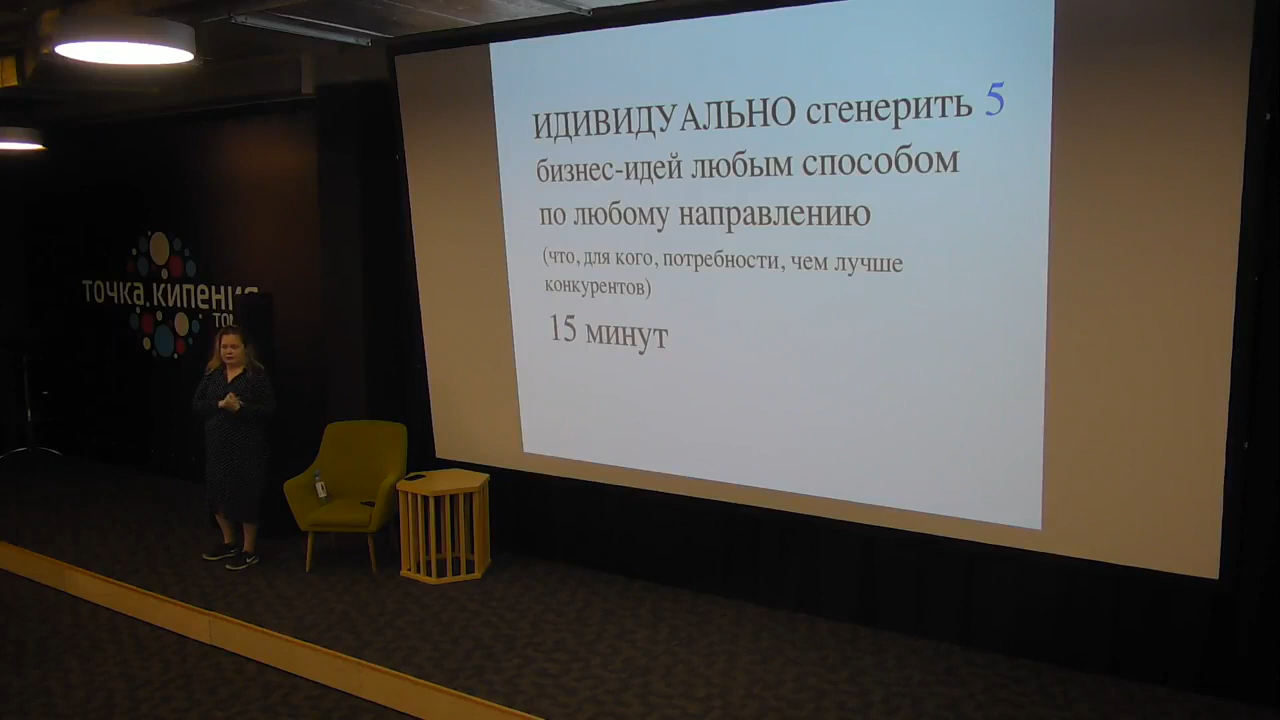 ИДИВИДУАЛЬНО сгенерить 5
бизнес-идей любым способом
по любому направлению
(что, для кого, потребности, чем лучше
конкурентов)
15 минут
точка кипения